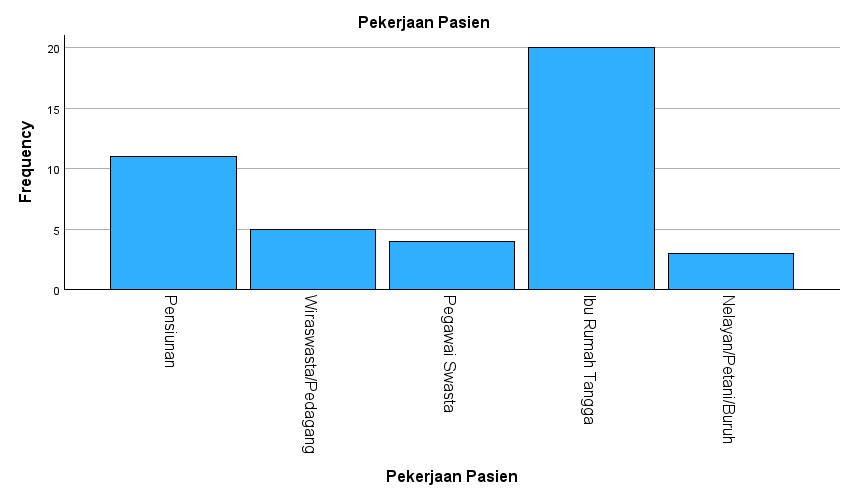 Pekerjaan Pasien
Frequency
20
15
10
5
0
Pensiunan
Wiraswasta/Pedagang
Pegawai Swasta
Ibu Rumah Tangga
Nelayan/Petani/Buruh
Pekerjaan Pasien